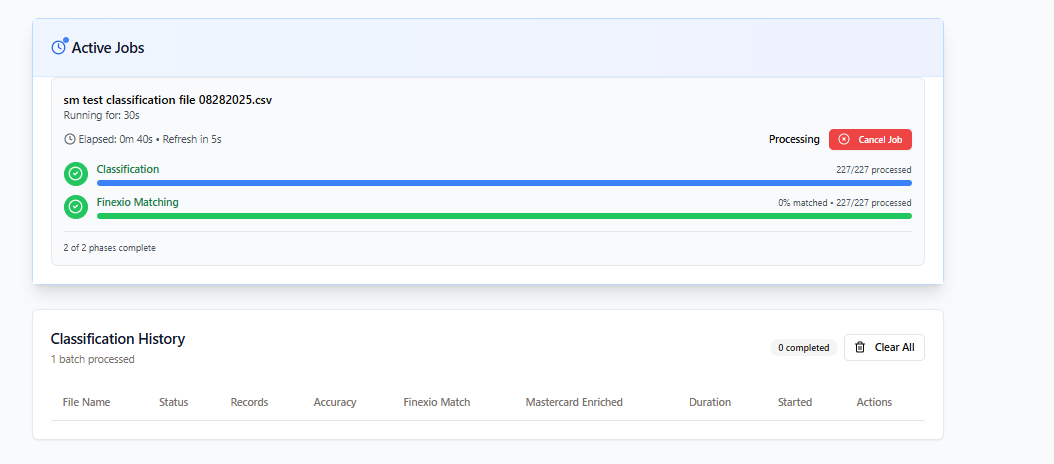 Active Jobs
sm test classification file 08282025.csv
Running for: 30s
Elapsed: 0m 40s • Refresh in 5s
Processing
Cancel Job
Classification
227/227 processed
Finexio Matching
0% matched • 227/227 processed
2 of 2 phases complete
Classification History
1 batch processed
0 completed
Clear All
File Name Status Records Accuracy Finexio Match Mastercard Enriched Duration Started Actions